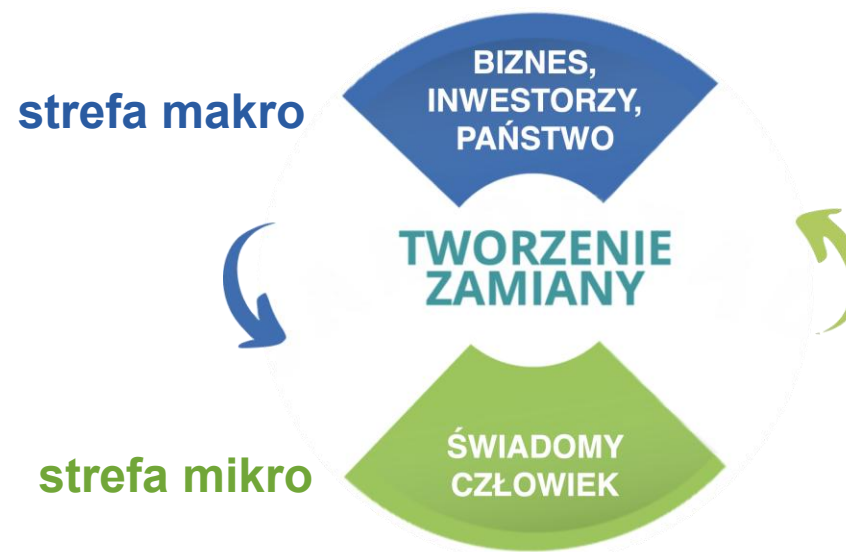 BIZNES,
INWESTORZY,
PAŃSTWO
strefa makro
TWORZENIE
ZAMIANY
ŚWIADOMY
CZŁOWIEK
strefa mikro